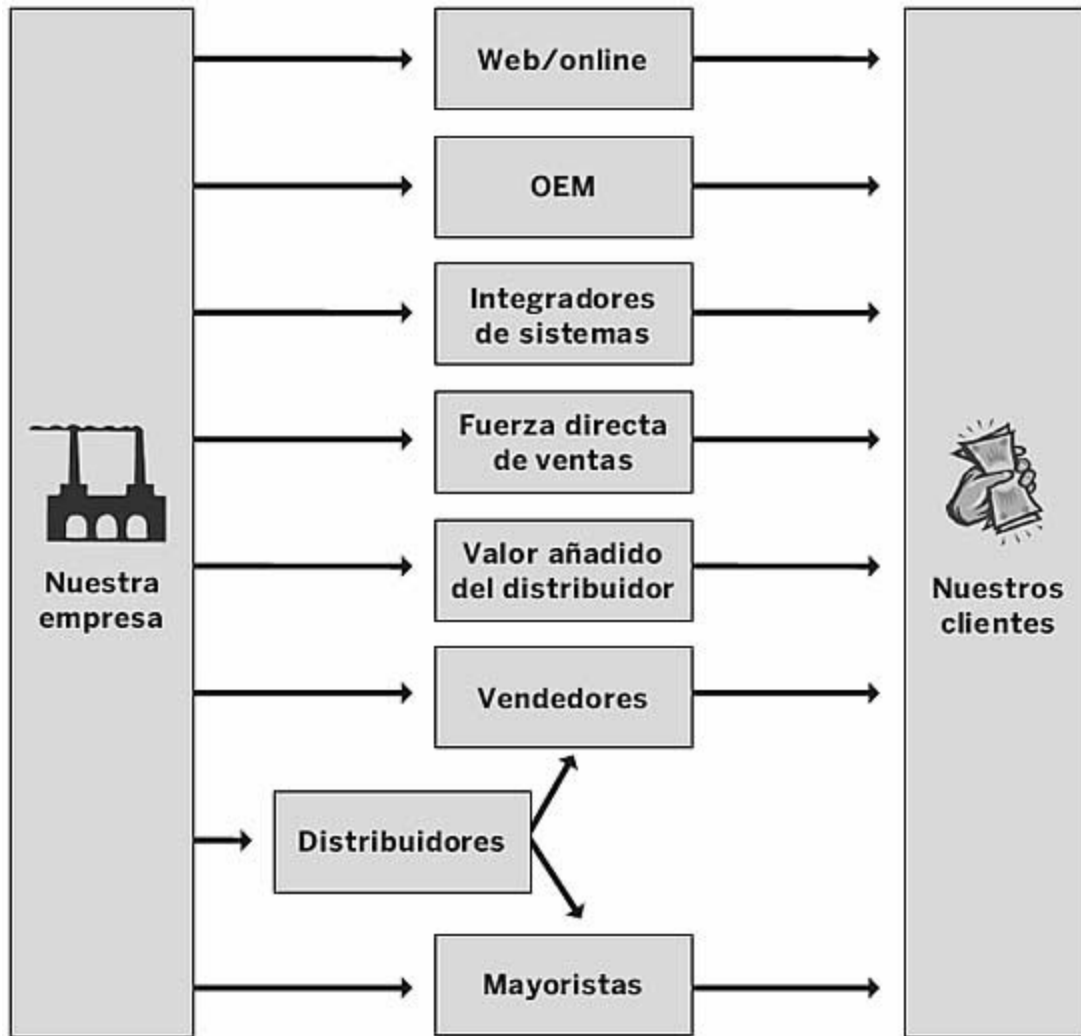 Web/online
OEM
Integradores
de sistemas
Fuerza directa
de ventas
Nuestra
empresa
Valor añadido
del distribuidor
Nuestros
clientes
Vendedores
Distribuidores
Mayoristas